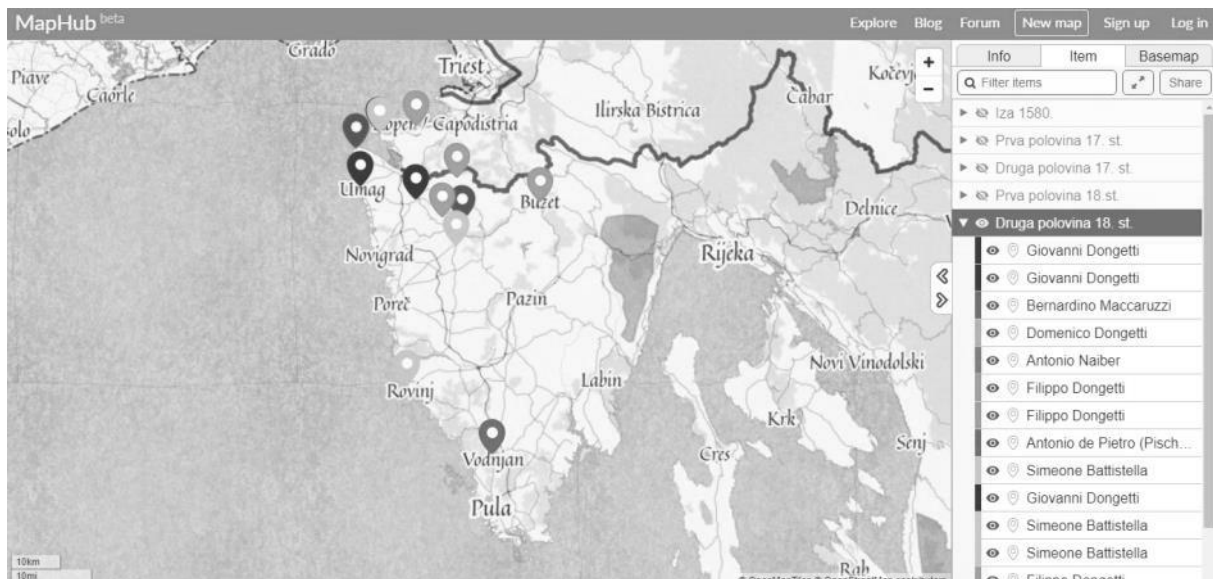 MapHub beta
Explore Blog Forum New map Sign up Log in
Info Item Basemap
Filter items
Share
Iza 1580.
Prva polovina 17. st.
Druga polovina 17. st.
Prva polovina 18.st.
Druga polovina 18. st.
Giovanni Dongetti
Giovanni Dongetti
Bernardino Maccaruzzi
Domenico Dongetti
Antonio Naiber
Filippo Dongetti
Filippo Dongetti
Antonio de Pietro (Pisch...
Simeone Battistella
Giovanni Dongetti
Simeone Battistella
Simeone Battistella
Filippo Dongetti
Grado
Piave
Caorle
Triest
Capodistria
Ilirska Bistrica
Čabar
Umag
Buzet
Delnice
Novigrad
Rijeka
Poreč
Pazin
Novi Vinodolski
Rovinj
Labin
Krk
Vodnjan
Cres
Senj
Pula
Rab
10km
10mi